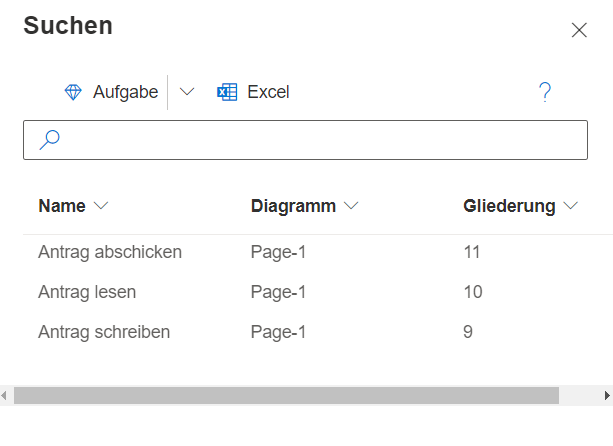 Suchen
Aufgabe Excel ?
Name Diagramm Gliederung
Antrag abschicken Page-1 11
Antrag lesen Page-1 10
Antrag schreiben Page-1 9